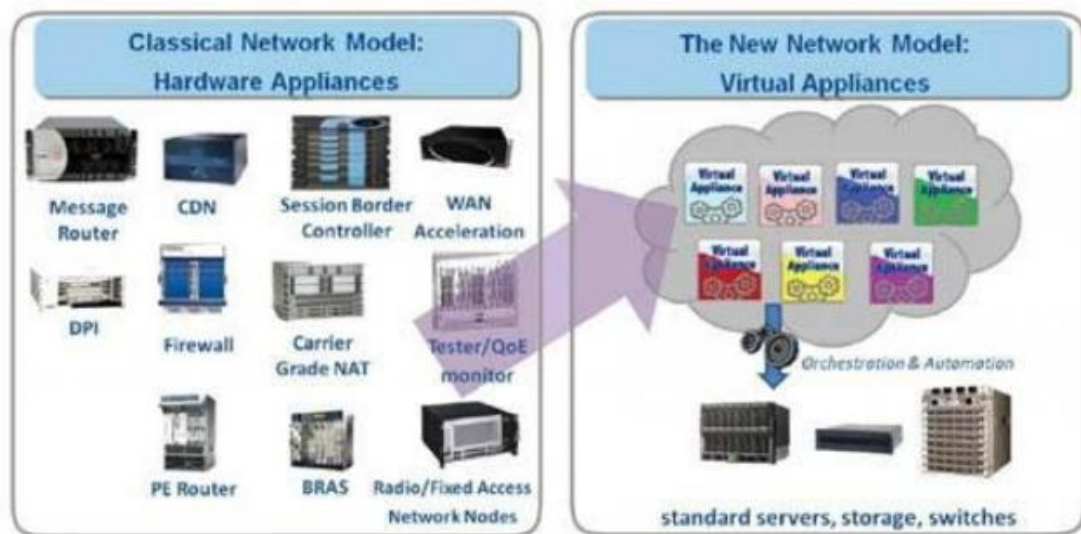 Classical Network Model:
Hardware Appliances
Message
Router
CDN
Session Border
Controller
WAN
Acceleration
DPI
Firewall
Carrier
Grade NAT
Tester/QoE
monitor
PE Router
BRAS
Radio/Fixed Access
Network Nodes
The New Network Model:
Virtual Appliances
Virtual
Appliance
Virtual
Appliance
Virtual
Appliance
Virtual
Appliance
Virtual
Appliance
Virtual
Appliance
Virtual
Appliance
Orchestration & Automation
standard servers, storage, switches